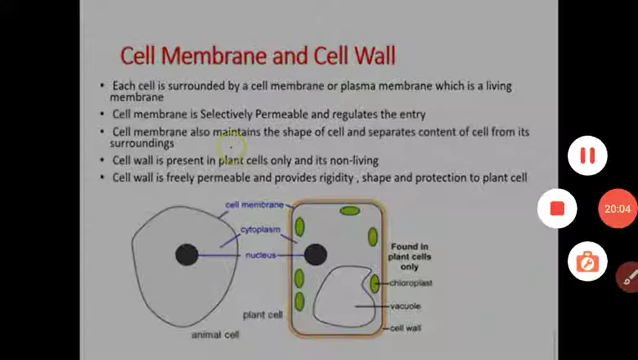 Cell Membrane and Cell Wall
• Each cell is surrounded by a cell membrane or plasma membrane which is a living
membrane
• Cell membrane is Selectively Permeable and regulates the entry
• Cell membrane also maintains the shape of cell and separates content of cell from its
surroundings
• Cell wall is present in plant cells only and its non-living
• Cell wall is freely permeable and provides rigidity , shape and protection to plant cell
20:04
cell membrane
cytoplasm
nucleus
Found in
plant cells
only
chloroplast
vacuole
plant cell
cell wall
animal cell